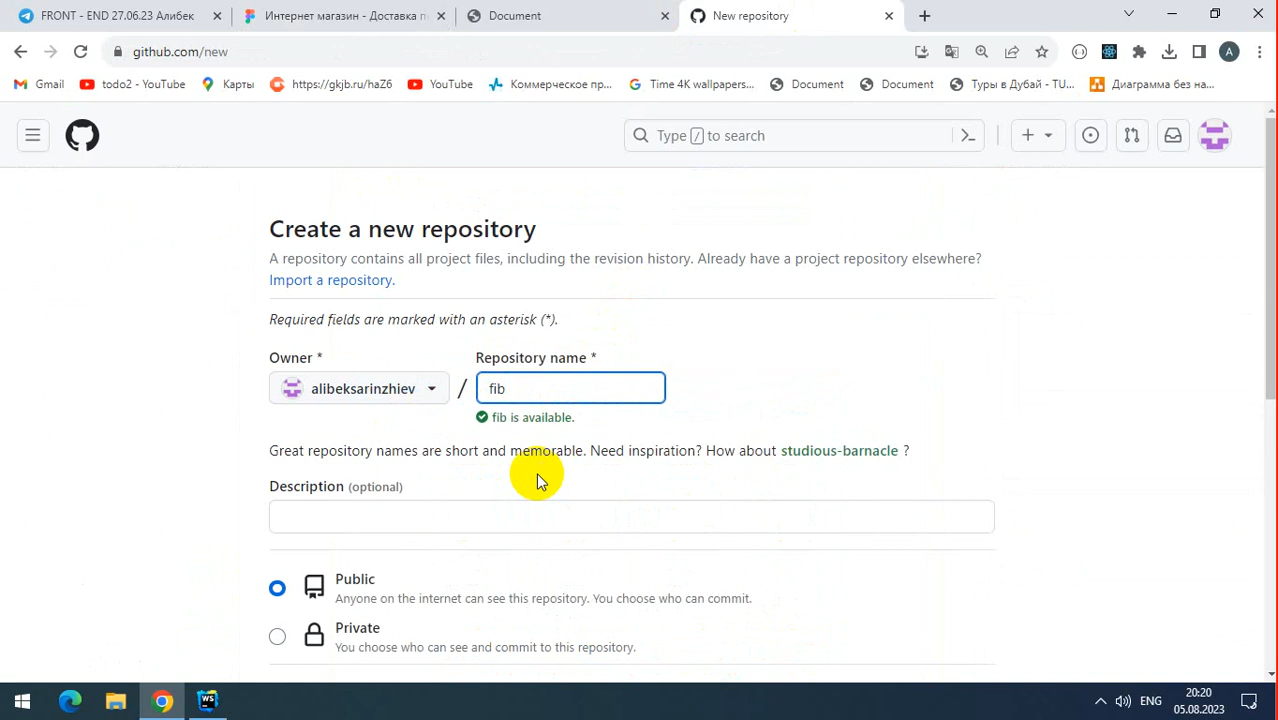 FRONT - END 27.06.23 Алибек
Интернет магазин - Доставка п
Document
New repository
github.com/new
A
Gmail
todo2 - YouTube
Карты
https://gkjb.ru/haZ6
YouTube
Коммерческое пр...
Time 4K wallpapers...
Document
Document
Туры в Дубай - TU...
Диаграмма без на...
Type / to search
Create a new repository
A repository contains all project files, including the revision history. Already have a project repository elsewhere?
Import a repository.
Required fields are marked with an asterisk (*).
Owner *
Repository name *
alibeksarinzhiev
/
fib
fib is available.
Great repository names are short and memorable. Need inspiration? How about studious-barnacle ?
Description (optional)
Public
Anyone on the internet can see this repository. You choose who can commit.
Private
You choose who can see and commit to this repository.
WS
ENG
20:20
05.08.2023